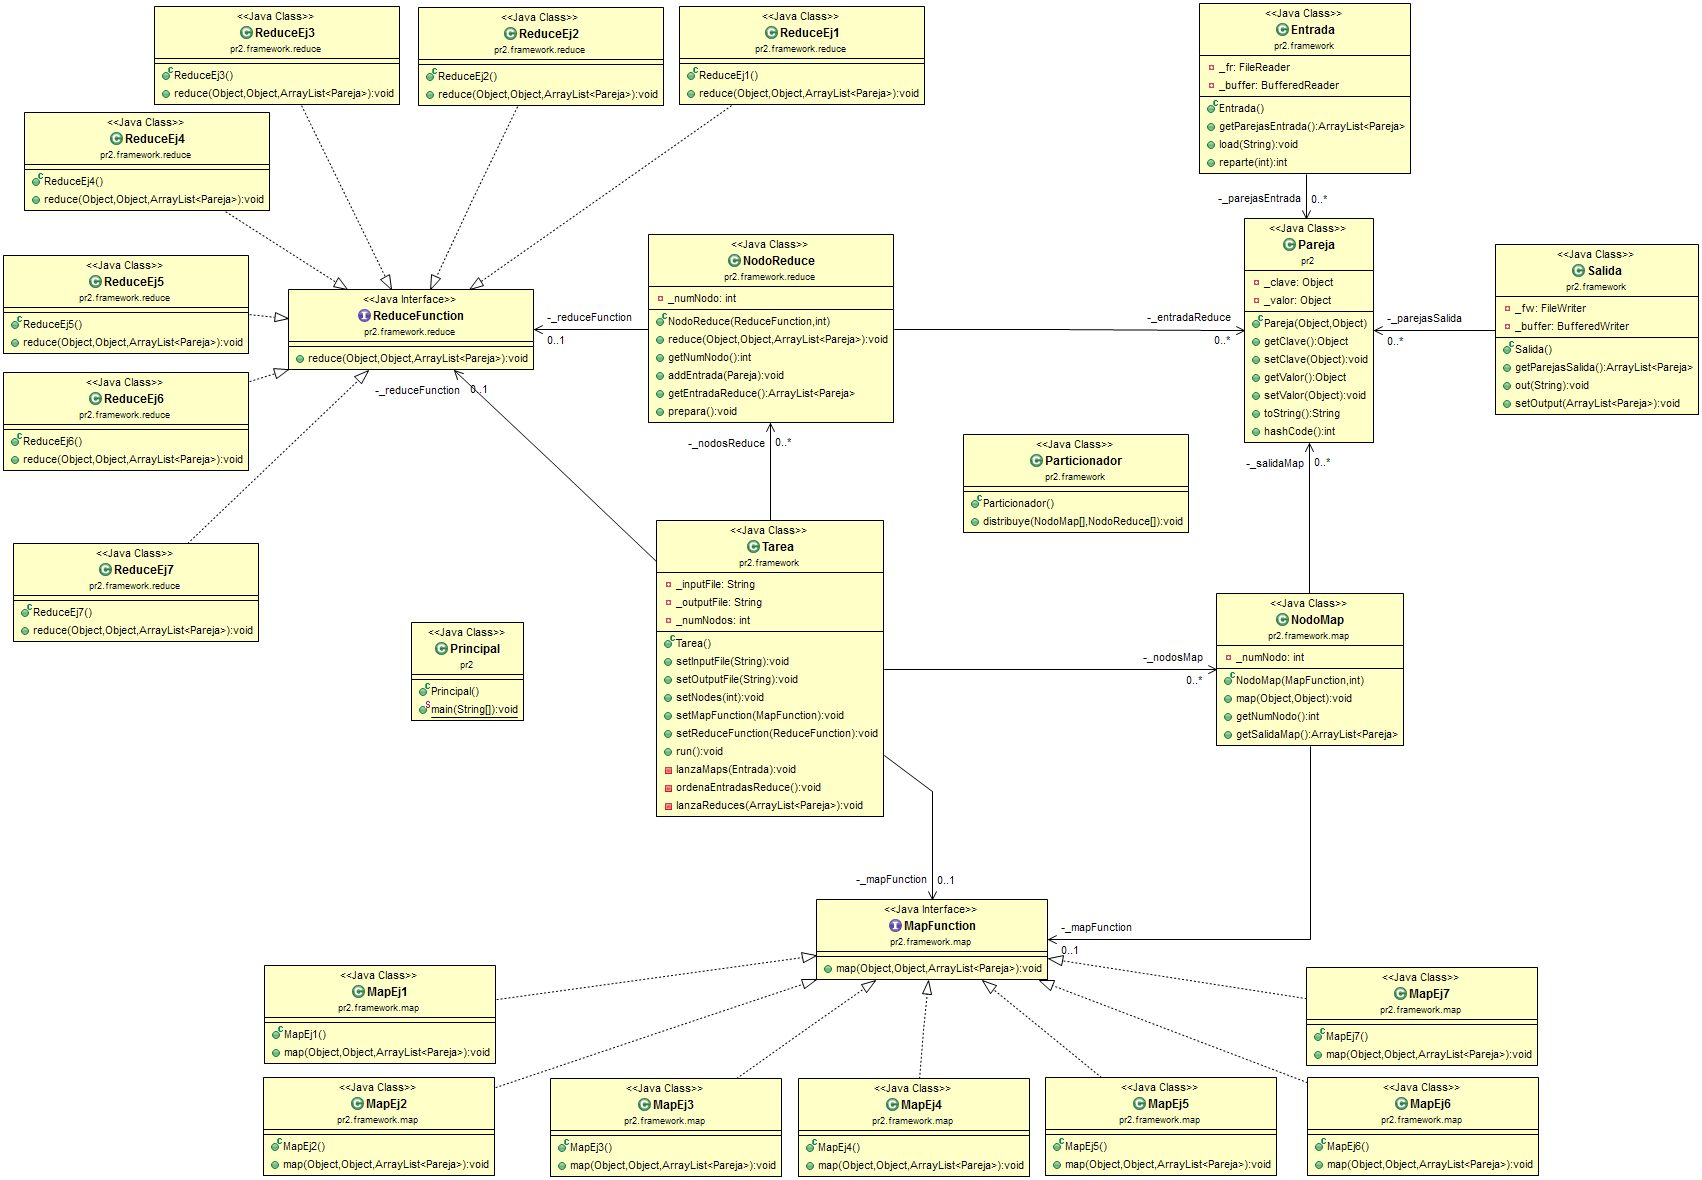 <<Java Class>>
ReduceEj3
pr2.framework.reduce
ReduceEj3()
reduce(Object,Object,ArrayList<Pareja>):void
<<Java Class>>
ReduceEj2
pr2.framework.reduce
ReduceEj2()
reduce(Object,Object,ArrayList<Pareja>):void
<<Java Class>>
ReduceEj1
pr2.framework.reduce
ReduceEj1()
reduce(Object,Object,ArrayList<Pareja>):void
<<Java Class>>
Entrada
pr2.framework
_fr: FileReader
_buffer: BufferedReader
Entrada()
getParejasEntrada():ArrayList<Pareja>
load(String):void
reparte(int):int
<<Java Class>>
ReduceEj4
pr2.framework.reduce
ReduceEj4()
reduce(Object,Object,ArrayList<Pareja>):void
-_parejasEntrada
0..*
<<Java Class>>
ReduceEj5
pr2.framework.reduce
ReduceEj5()
reduce(Object,Object,ArrayList<Pareja>):void
<<Java Interface>>
ReduceFunction
pr2.framework.reduce
reduce(Object,Object,ArrayList<Pareja>):void
-_reduceFunction
0..1
<<Java Class>>
NodoReduce
pr2.framework.reduce
_numNodo: int
NodoReduce(ReduceFunction,int)
reduce(Object,Object,ArrayList<Pareja>):void
getNumNodo():int
addEntrada(Pareja):void
getEntradaReduce():ArrayList<Pareja>
prepara():void
-_entradaReduce
0..*
<<Java Class>>
Pareja
pr2
_clave: Object
_valor: Object
Pareja(Object,Object)
getClave():Object
setClave(Object):void
getValor():Object
setValor(Object):void
toString():String
hashCode():int
-_parejasSalida
0..*
<<Java Class>>
Salida
pr2.framework
_fw: FileWriter
_buffer: BufferedWriter
Salida()
getParejasSalida():ArrayList<Pareja>
out(String):void
setOutput(ArrayList<Pareja>):void
<<Java Class>>
ReduceEj6
pr2.framework.reduce
ReduceEj6()
reduce(Object,Object,ArrayList<Pareja>):void
-_reduceFunction
0..1
-_nodosReduce
0..*
<<Java Class>>
Particionador
pr2.framework
Particionador()
distribuye(NodoMap[],NodoReduce[]):void
-_salidaMap
0..*
<<Java Class>>
ReduceEj7
pr2.framework.reduce
ReduceEj7()
reduce(Object,Object,ArrayList<Pareja>):void
<<Java Class>>
Principal
pr2
Principal()
main(String[]):void
<<Java Class>>
Tarea
pr2.framework
_inputFile: String
_outputFile: String
_numNodos: int
Tarea()
setInputFile(String):void
setOutputFile(String):void
setNodes(int):void
setMapFunction(MapFunction):void
setReduceFunction(ReduceFunction):void
run():void
lanzaMaps(Entrada):void
ordenaEntradasReduce():void
lanzaReduces(ArrayList<Pareja>):void
-_nodosMap
0..*
<<Java Class>>
NodoMap
pr2.framework.map
_numNodo: int
NodoMap(MapFunction,int)
map(Object,Object):void
getNumNodo():int
getSalidaMap():ArrayList<Pareja>
-_mapFunction
0..1
<<Java Interface>>
MapFunction
pr2.framework.map
map(Object,Object,ArrayList<Pareja>):void
-_mapFunction
0..1
<<Java Class>>
MapEj1
pr2.framework.map
MapEj1()
map(Object,Object,ArrayList<Pareja>):void
<<Java Class>>
MapEj7
pr2.framework.map
MapEj7()
map(Object,Object,ArrayList<Pareja>):void
<<Java Class>>
MapEj2
pr2.framework.map
MapEj2()
map(Object,Object,ArrayList<Pareja>):void
<<Java Class>>
MapEj3
pr2.framework.map
MapEj3()
map(Object,Object,ArrayList<Pareja>):void
<<Java Class>>
MapEj4
pr2.framework.map
MapEj4()
map(Object,Object,ArrayList<Pareja>):void
<<Java Class>>
MapEj5
pr2.framework.map
MapEj5()
map(Object,Object,ArrayList<Pareja>):void
<<Java Class>>
MapEj6
pr2.framework.map
MapEj6()
map(Object,Object,ArrayList<Pareja>):void